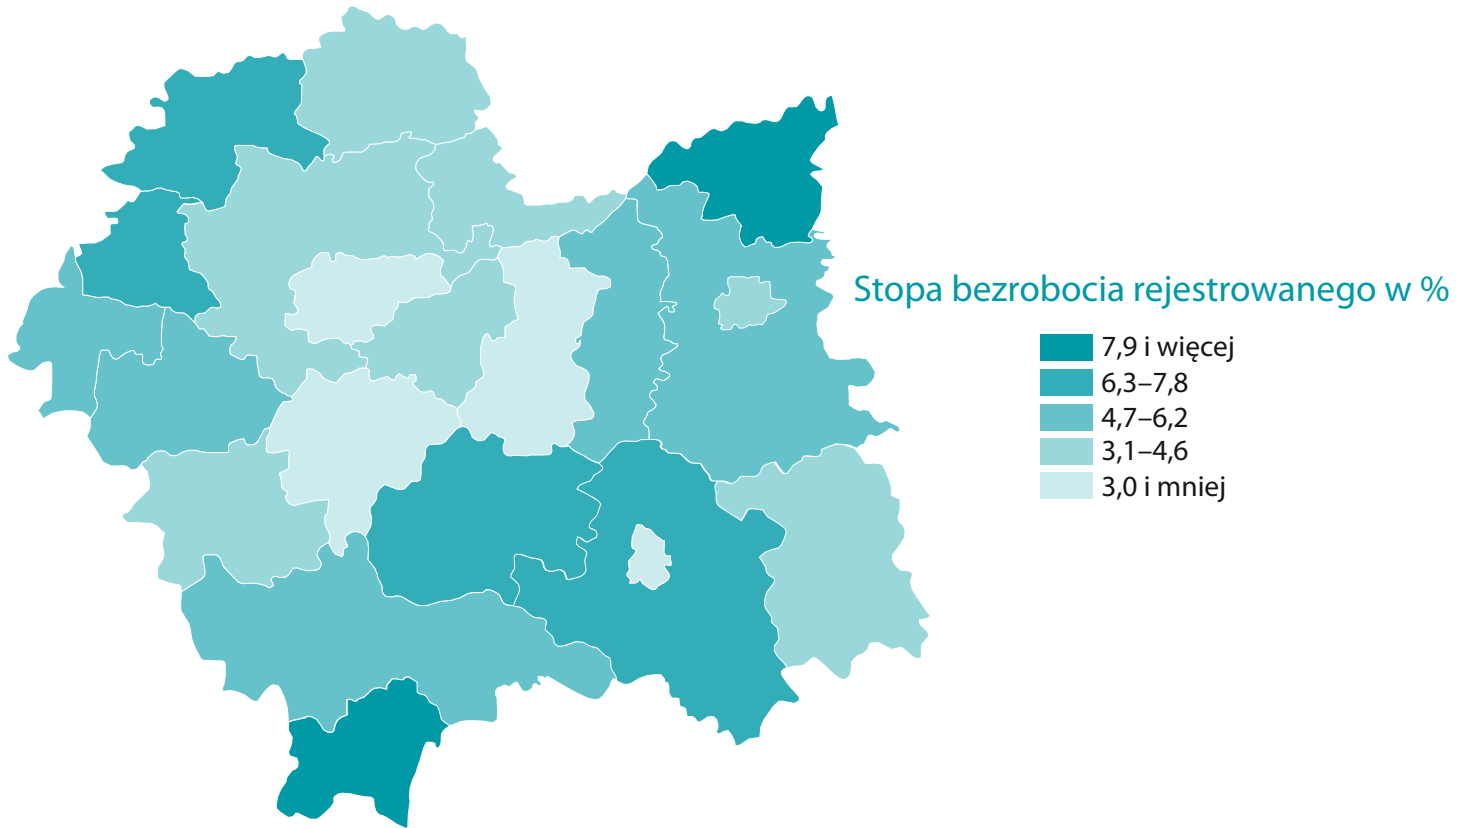 Stopa bezrobocia rejestrowanego w %
7,9 i więcej
6,3–7,8
4,7–6,2
3,1–4,6
3,0 i mniej